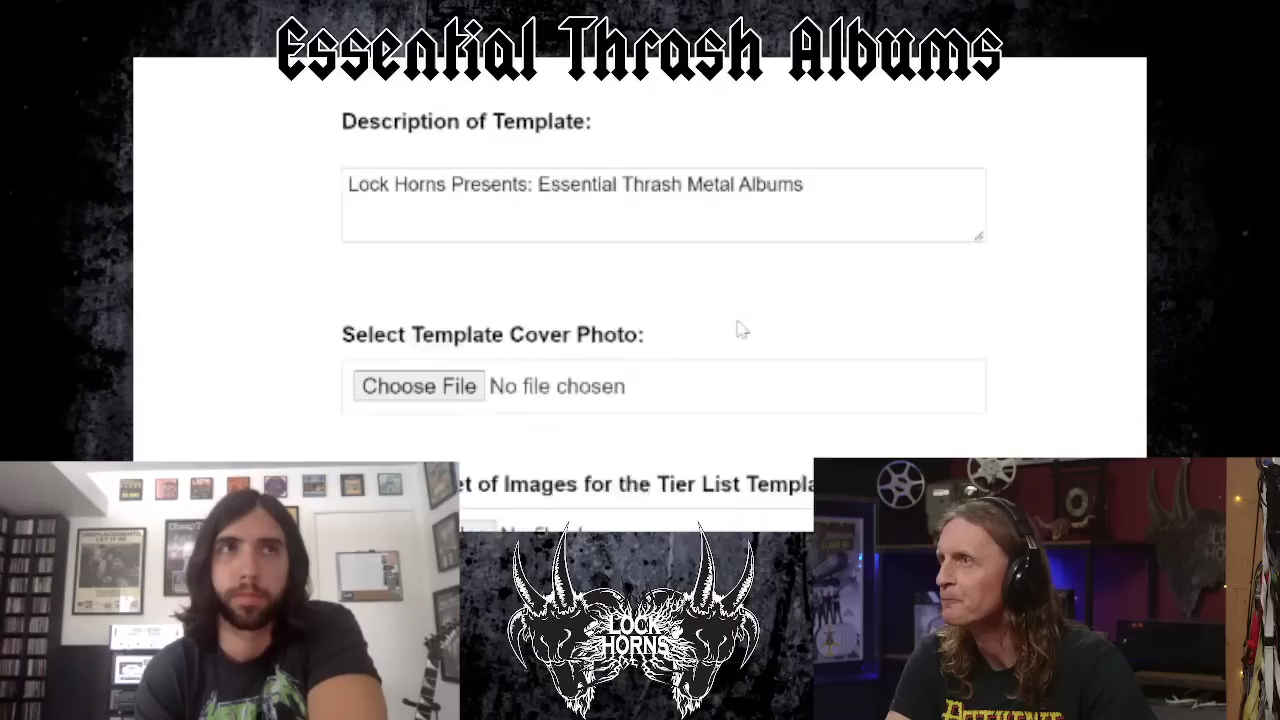 Essential Thrash Albums
Description of Template:
Lock Horns Presents: Essential Thrash Metal Albums
Select Template Cover Photo:
Choose File No file chosen
et of Images for the Tier List Templa
LOCK
HORNS